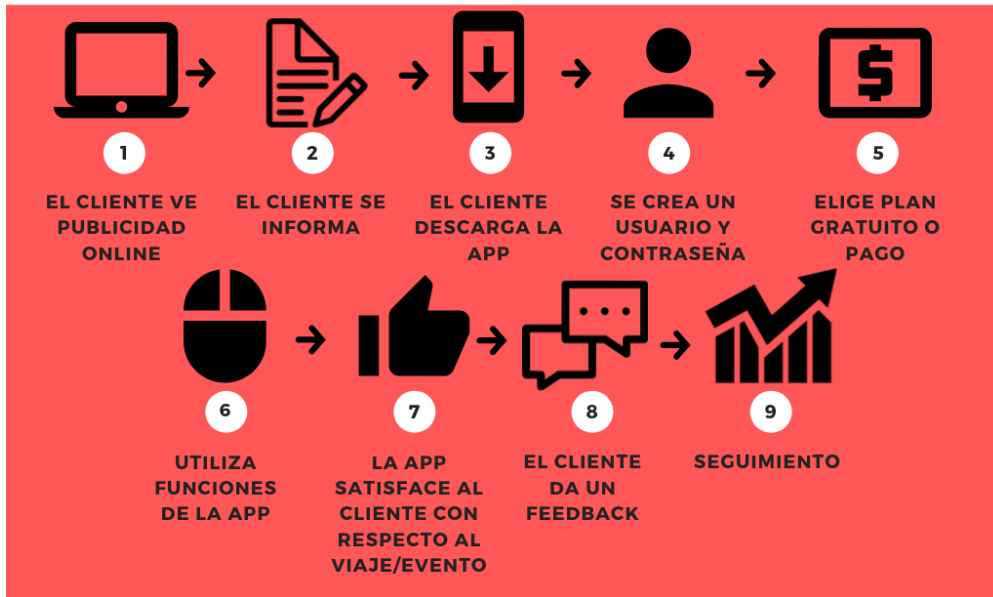 1
EL CLIENTE VE
PUBLICIDAD
ONLINE
2
EL CLIENTE SE
INFORMA
3
EL CLIENTE
DESCARGA LA
APP
4
SE CREA UN
USUARIO Y
CONTRASEÑA
$
5
ELIGE PLAN
GRATUITO O
PAGO
6
UTILIZA
FUNCIONES
DE LA APP
7
LA APP
SATISFACE AL
CLIENTE CON
RESPECTO AL
VIAJE/EVENTO
8
EL CLIENTE
DA UN
FEEDBACK
9
SEGUIMIENTO